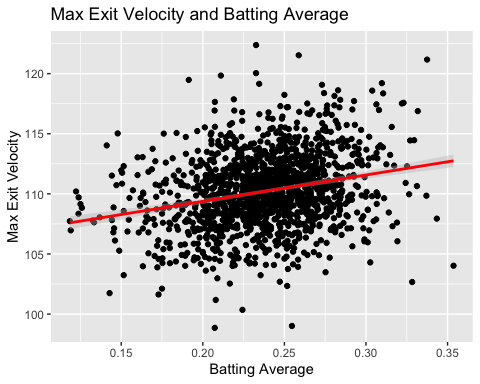 Max Exit Velocity and Batting Average
Max Exit Velocity
120
115
110
105
100
0.15 0.20 0.25 0.30 0.35
Batting Average